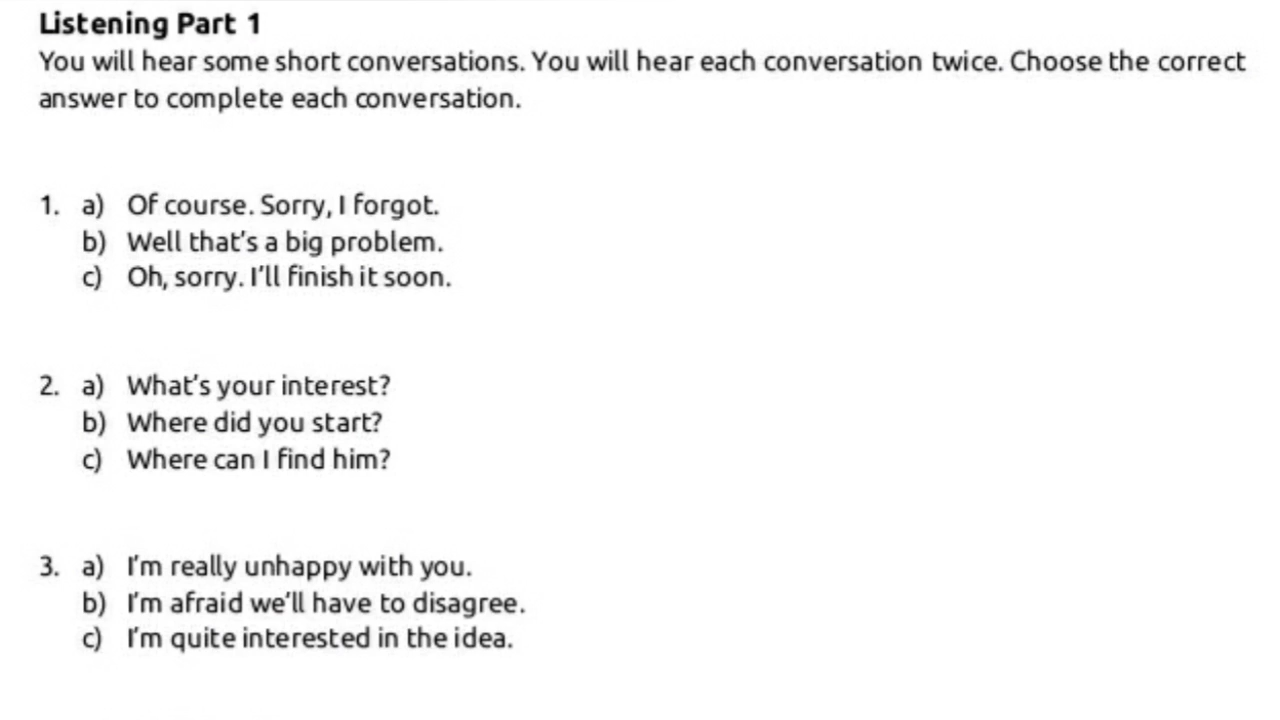 Listening Part 1
You will hear some short conversations. You will hear each conversation twice. Choose the correct
answer to complete each conversation.
1. a) Of course. Sorry, I forgot.
b) Well that's a big problem.
c) Oh, sorry. I'll finish it soon.
2. a) What's your interest?
b) Where did you start?
c) Where can I find him?
3. a) I'm really unhappy with you.
b) I'm afraid we'll have to disagree.
c) I'm quite interested in the idea.